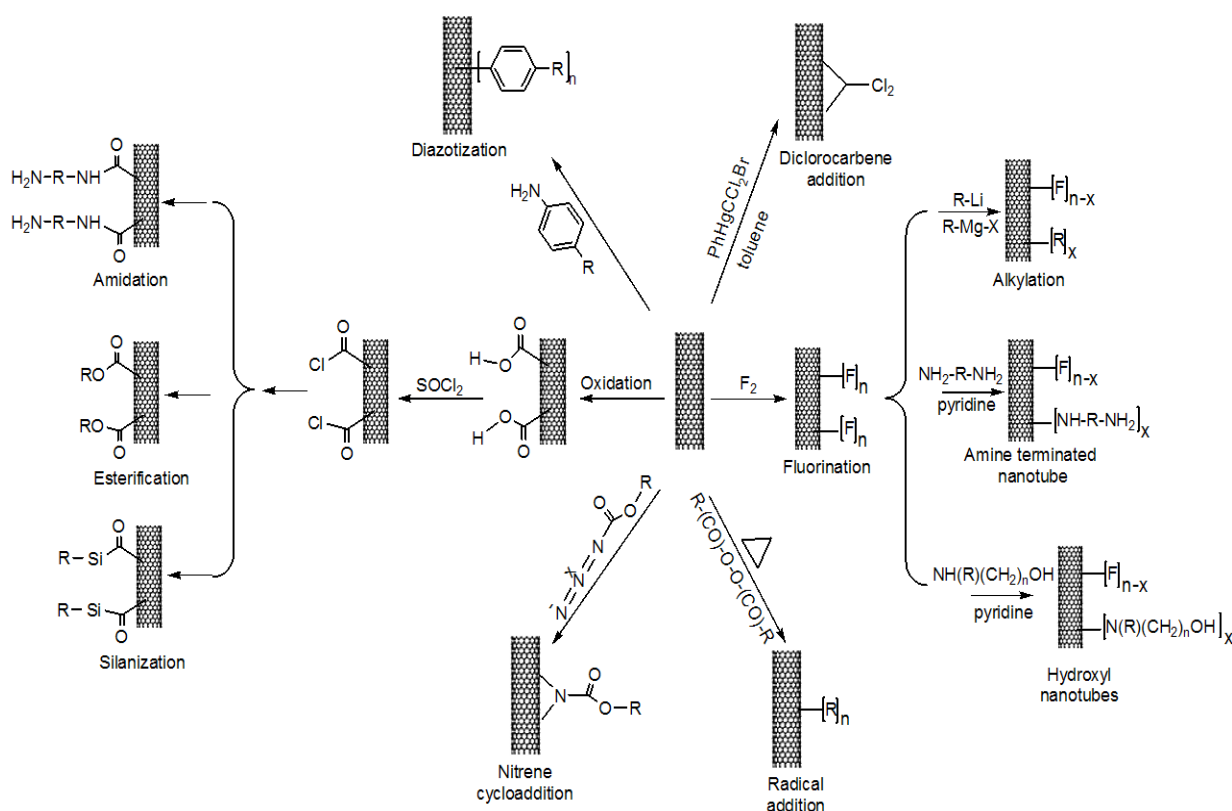 [
R]n
Diazotization
H2N
R
Cl2
Diclorocarbene
addition
PhHgCCl2Br
toluene
O
H2N-R-NH
H2N-R-NH
O
Amidation
O
RO
RO
O
Esterification
O
R-Si
R-Si
O
Silanization
O
Cl
Cl
O
SOCl2
O
H-O
H-O
O
Oxidation
F2
[F]n
[F]n
Fluorination
R-Li
R-Mg-X
[F]n-x
[R]x
Alkylation
NH2-R-NH2
pyridine
[F]n-x
[NH-R-NH2]x
Amine terminated
nanotube
NH(R)(CH2)nOH
pyridine
[F]n-x
[N(R)(CH2)nOH]x
Hydroxyl
nanotubes
R
O
O
N=N=N
N
O
O-R
Nitrene
cycloaddition
R-(CO)-O-O-(CO)-R
[R]n
Radical
addition